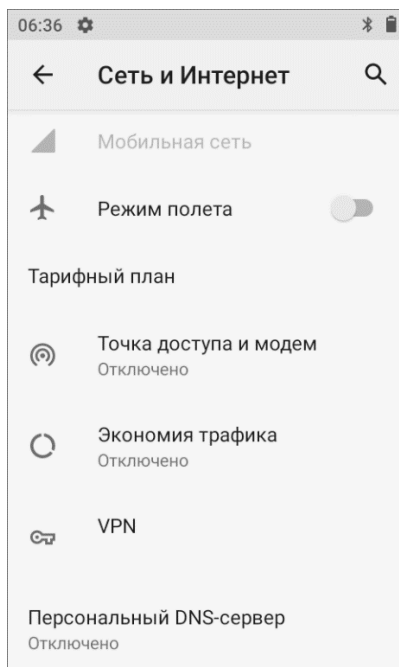 06:36
Сеть и Интернет
Мобильная сеть
Режим полета
Тарифный план
Точка доступа и модем
Отключено
Экономия трафика
Отключено
VPN
Персональный DNS-сервер
Отключено